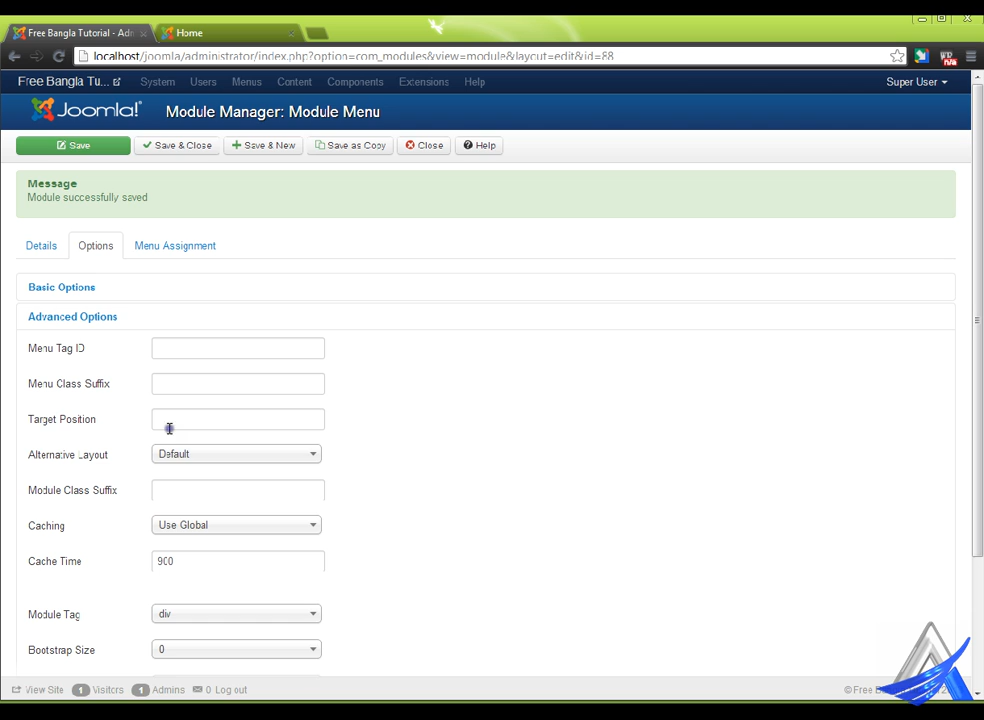 Free Bangla Tutorial - Adm
Home
localhost/joomla/administrator/index.php?option=com_modules&view=module&layout=edit&id=88
Free Bangla Tu... System Users Menus Content Components Extensions Help Super User
Joomla!® Module Manager: Module Menu
Save Save & Close Save & New Save as Copy Close Help
Message
Module successfully saved
Details Options Menu Assignment
Basic Options
Advanced Options
Menu Tag ID
Menu Class Suffix
Target Position
Alternative Layout Default
Module Class Suffix
Caching Use Global
Cache Time 900
Module Tag div
Bootstrap Size 0
View Site 1 Visitors 1 Admins 0 Log out © Free